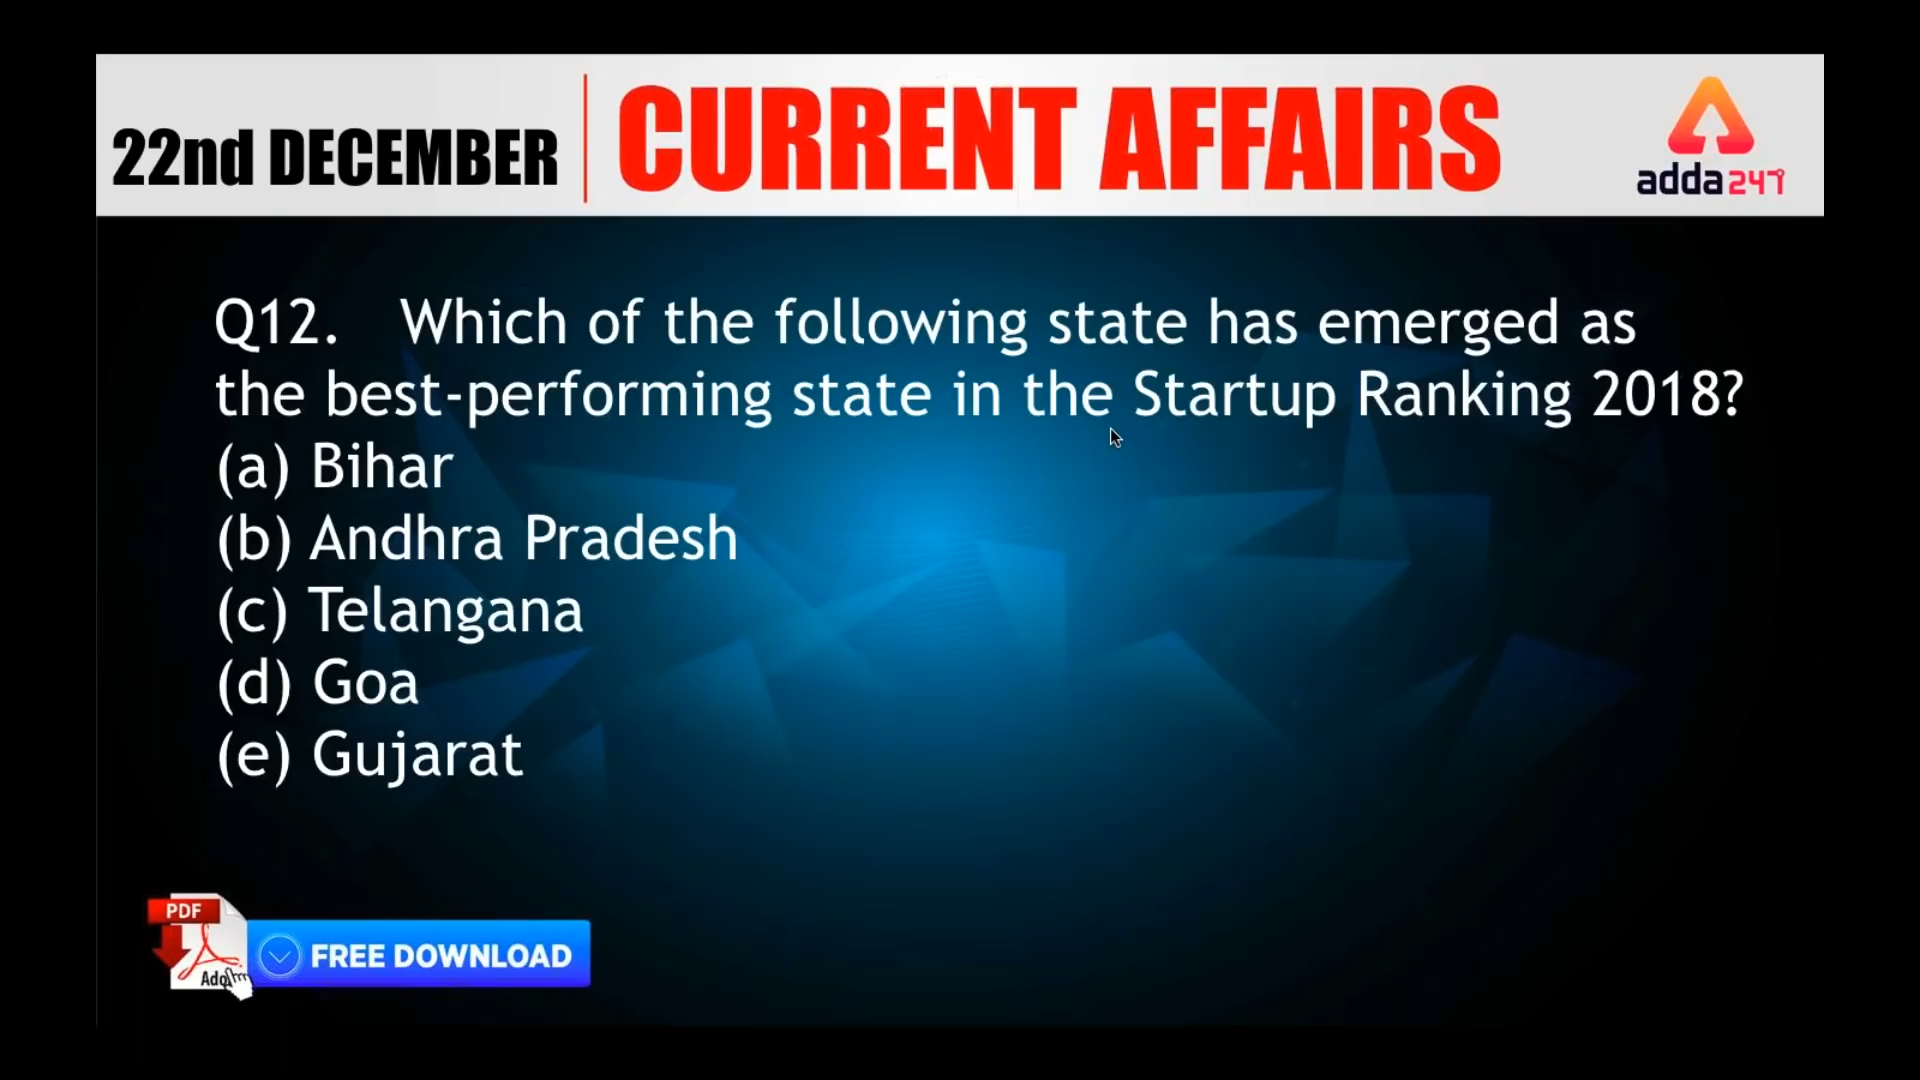 22nd DECEMBER
CURRENT AFFAIRS
adda247
Q12. Which of the following state has emerged as
the best-performing state in the Startup Ranking 2018?
(a) Bihar
(b) Andhra Pradesh
(c) Telangana
(d) Goa
(e) Gujarat
PDF
FREE DOWNLOAD